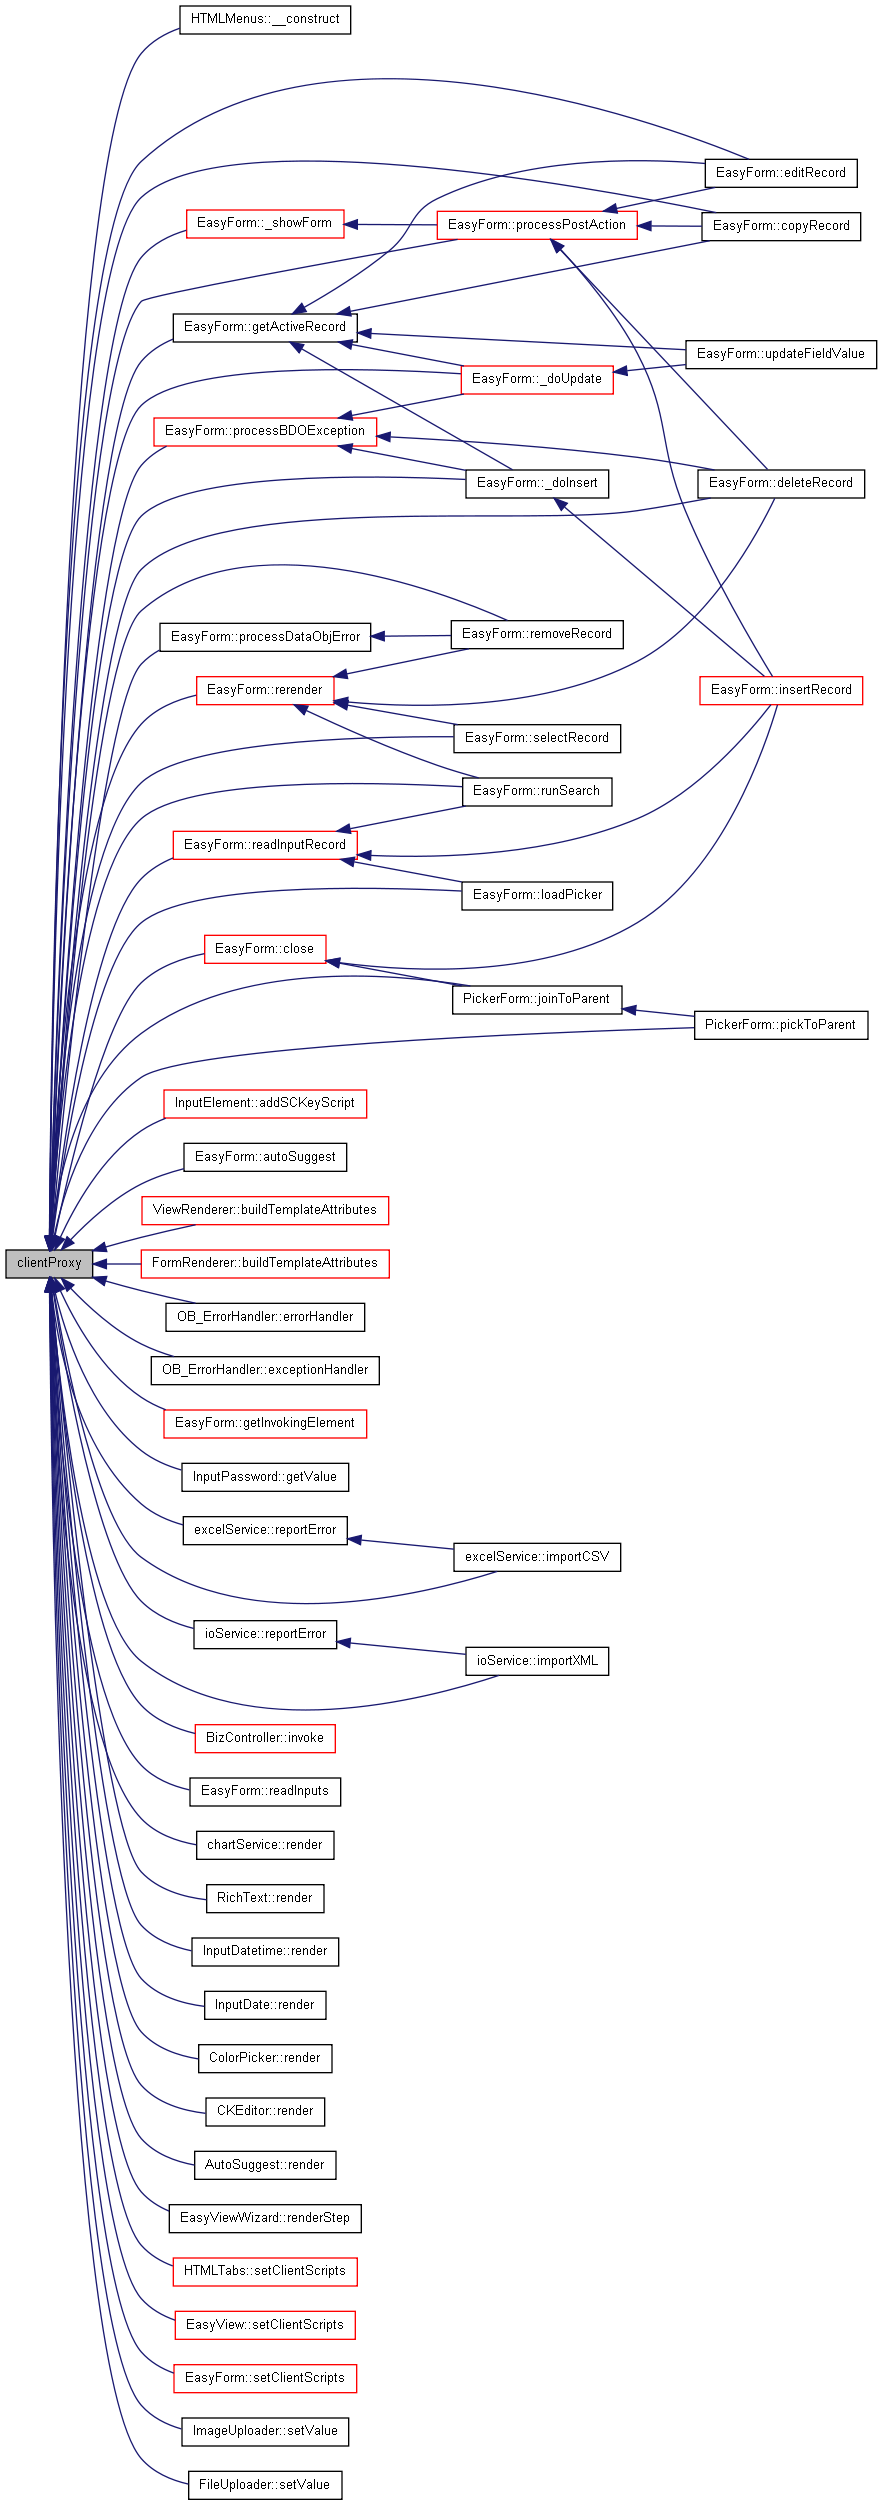 HTMLMenus::__construct
EasyForm::editRecord
EasyForm::_showForm
EasyForm::processPostAction
EasyForm::copyRecord
EasyForm::getActiveRecord
EasyForm::updateFieldValue
EasyForm::_doUpdate
EasyForm::processBDOException
EasyForm::_doInsert
EasyForm::deleteRecord
EasyForm::processDataObjError
EasyForm::removeRecord
EasyForm::rerender
EasyForm::insertRecord
EasyForm::selectRecord
EasyForm::runSearch
EasyForm::readInputRecord
EasyForm::loadPicker
EasyForm::close
PickerForm::joinToParent
PickerForm::pickToParent
InputElement::addSCKeyScript
EasyForm::autoSuggest
ViewRenderer::buildTemplateAttributes
clientProxy
FormRenderer::buildTemplateAttributes
OB_ErrorHandler::errorHandler
OB_ErrorHandler::exceptionHandler
EasyForm::getInvokingElement
InputPassword::getValue
excelService::reportError
excelService::importCSV
ioService::reportError
ioService::importXML
BizController::invoke
EasyForm::readInputs
chartService::render
RichText::render
InputDatetime::render
InputDate::render
ColorPicker::render
CKEditor::render
AutoSuggest::render
EasyViewWizard::renderStep
HTMLTabs::setClientScripts
EasyView::setClientScripts
EasyForm::setClientScripts
ImageUploader::setValue
FileUploader::setValue